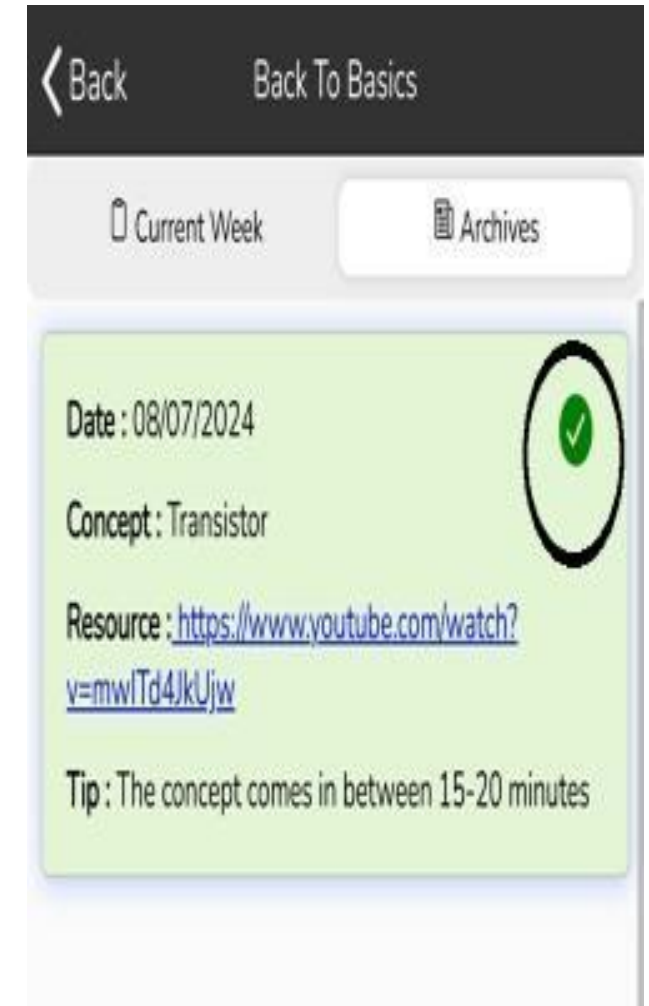 Back Back To Basics
Current Week Archives
Date : 08/07/2024
Concept : Transistor
Resource : https://www.youtube.com/watch?
v=mwlTd4JkUjw
Tip : The concept comes in between 15-20 minutes